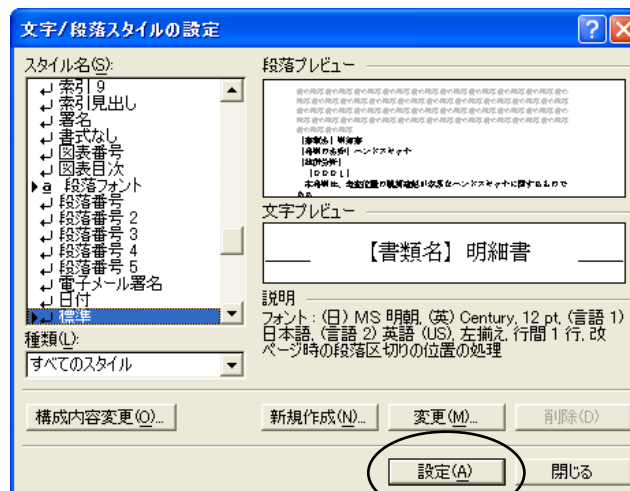 文字/段落スタイルの設定
スタイル名(S):
索引 9
索引見出し
署名
書式なし
図表番号
図表目次
a 段落フォント
段落番号
段落番号 2
段落番号 3
段落番号 4
段落番号 5
電子メール署名
日付
標準
種類(L):
すべてのスタイル
段落プレビュー
文字プレビュー
【書類名】 明細書
説明
フォント : (日) MS 明朝, (英) Century, 12 pt, (言語 1)
日本語, (言語 2) 英語 (US), 左揃え, 行間 1 行, 改
ページ時の段落区切りの位置の処理
構成内容変更(O)...
新規作成(N)...
変更(M)...
削除(D)
設定(A)
閉じる